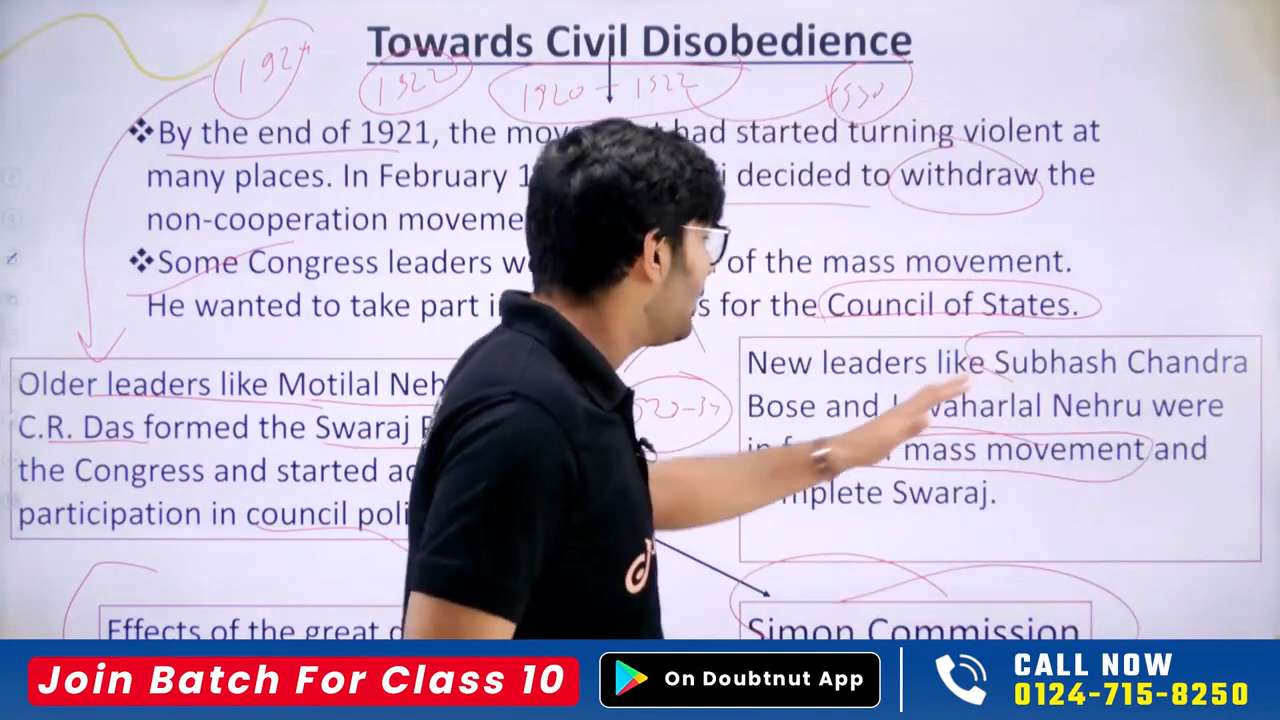 Towards Civil Disobedience
1922
1920 - 1922
❖By the end of 1921, the had started turning violent at
many places. In February decided to withdraw the
non-cooperation
❖Some Congress leaders of the mass movement.
He wanted to take part for the Council of States.
Older leaders like Motilal
C.R. Das formed the Swaraj
the Congress and started
participation in council
New leaders like Subhash Chandra
Bose and Nehru were
mass movement and
Swaraj.
Effects of the great
Simon Commission
Join Batch For Class 10
On Doubtnut App
CALL NOW
0124-715-8250